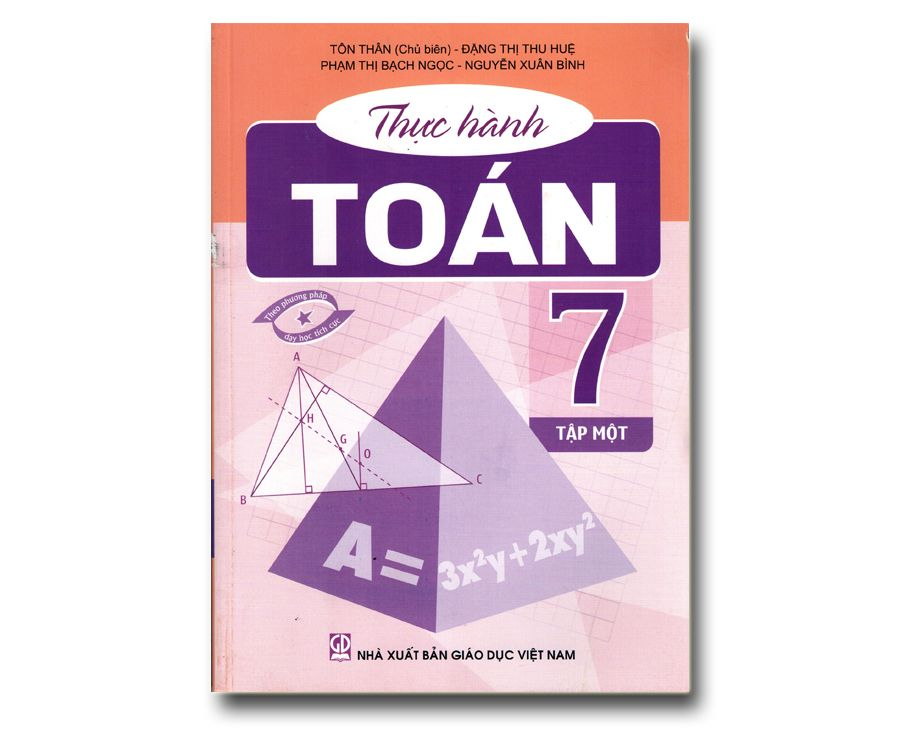 TÔN THÂN (Chủ biên) - ĐẶNG THỊ THU HUỆ
PHẠM THỊ BẠCH NGỌC - NGUYỄN XUÂN BÌNH
Thực hành
TOÁN
7
TẬP MỘT
Theo phương pháp
dạy học tích cực
A
H
G
O
B
C
A = 3x²y + 2xy²
GD
NHÀ XUẤT BẢN GIÁO DỤC VIỆT NAM